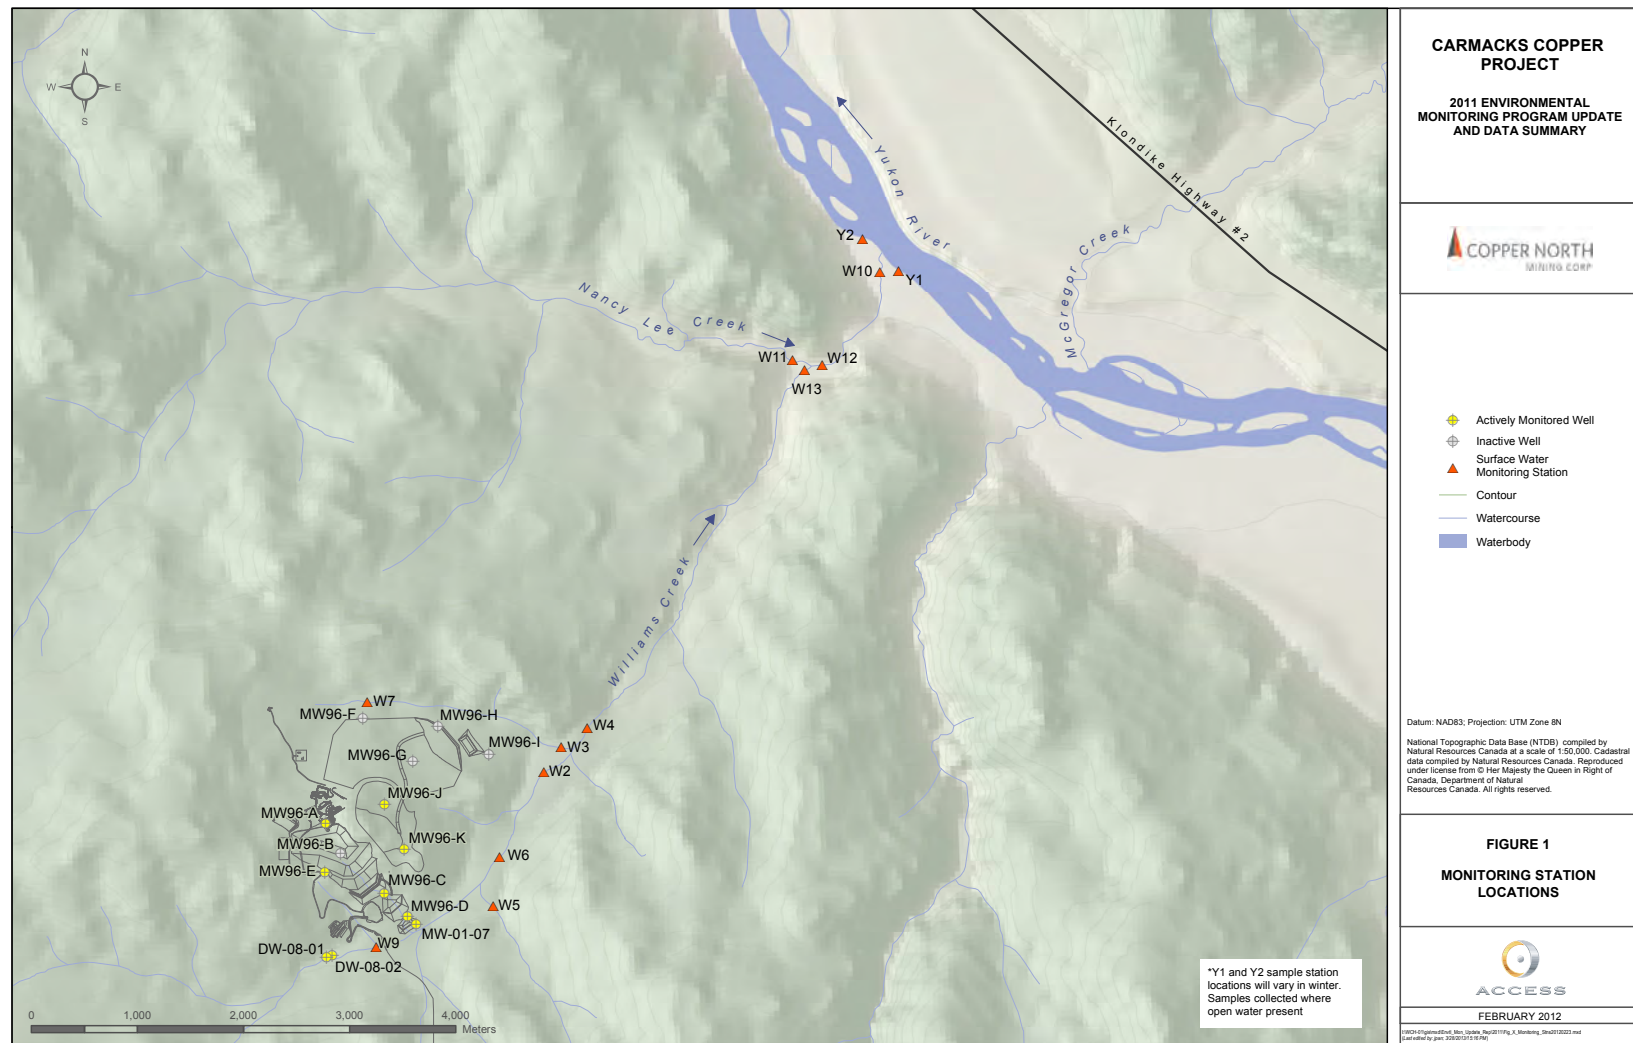 N
W
E
S
Klondike Highway #2
Yukon River
McGregor Creek
Nancy Lee Creek
Williams Creek
Y2
W10
Y1
W11
W12
W13
W7
MW96-F
MW96-H
MW96-I
MW96-G
W4
W3
W2
MW96-J
MW96-A
MW96-B
MW96-K
MW96-E
MW96-C
W6
MW96-D
W5
MW-01-07
W9
DW-08-01
DW-08-02
0 1,000 2,000 3,000 4,000
Meters
*Y1 and Y2 sample station
locations will vary in winter.
Samples collected where
open water present
CARMACKS COPPER
PROJECT
2011 ENVIRONMENTAL
MONITORING PROGRAM UPDATE
AND DATA SUMMARY
COPPER NORTH
MINING CORP
Actively Monitored Well
Inactive Well
Surface Water
Monitoring Station
Contour
Watercourse
Waterbody
Datum: NAD83; Projection: UTM Zone 8N
National Topographic Data Base (NTDB) compiled by
Natural Resources Canada at a scale of 1:50,000. Cadastral
data compiled by Natural Resources Canada. Reproduced
under license from © Her Majesty the Queen in Right of
Canada, Department of Natural
Resources Canada. All rights reserved.
FIGURE 1
MONITORING STATION
LOCATIONS
ACCESS
FEBRUARY 2012